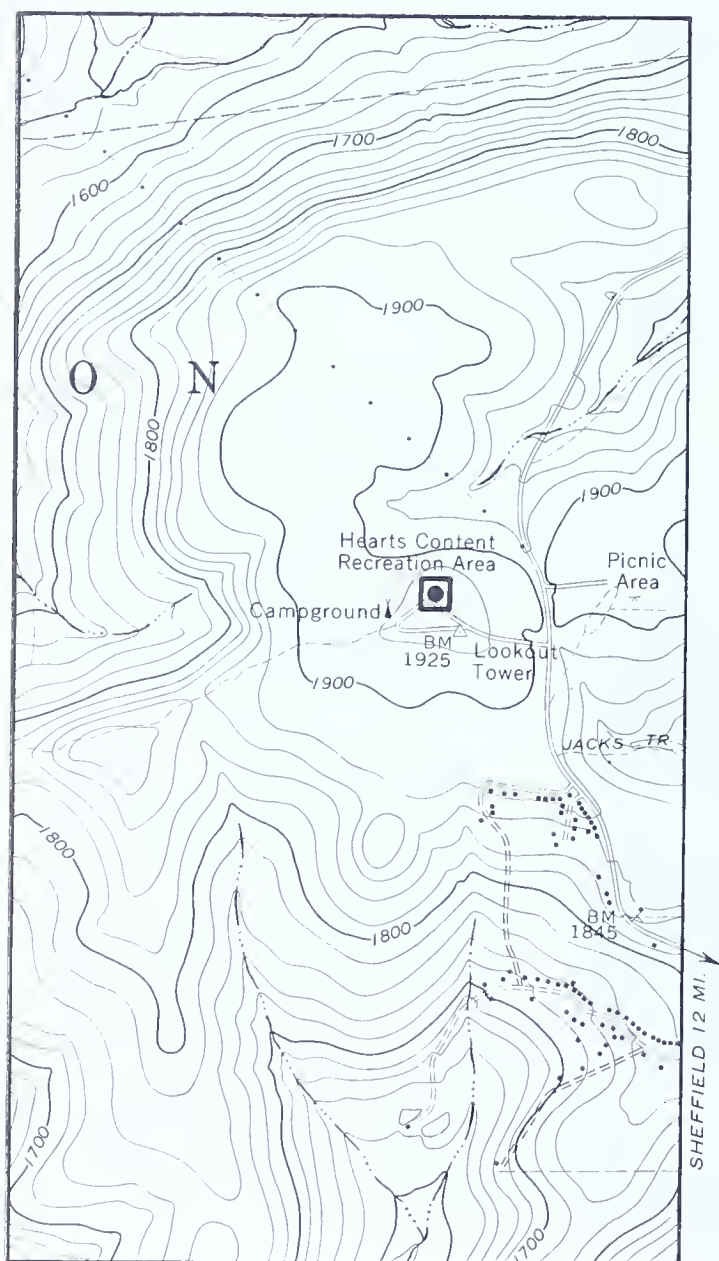 1700
1800
1600
1900
O N
1800
1900
Hearts Content
Recreation Area
Picnic
Area
Campground
BM
1925
Lookout
Tower
1900
JACKS TR
1800
1800
BM
1845
SHEFFIELD 12 MI.
1700
1700